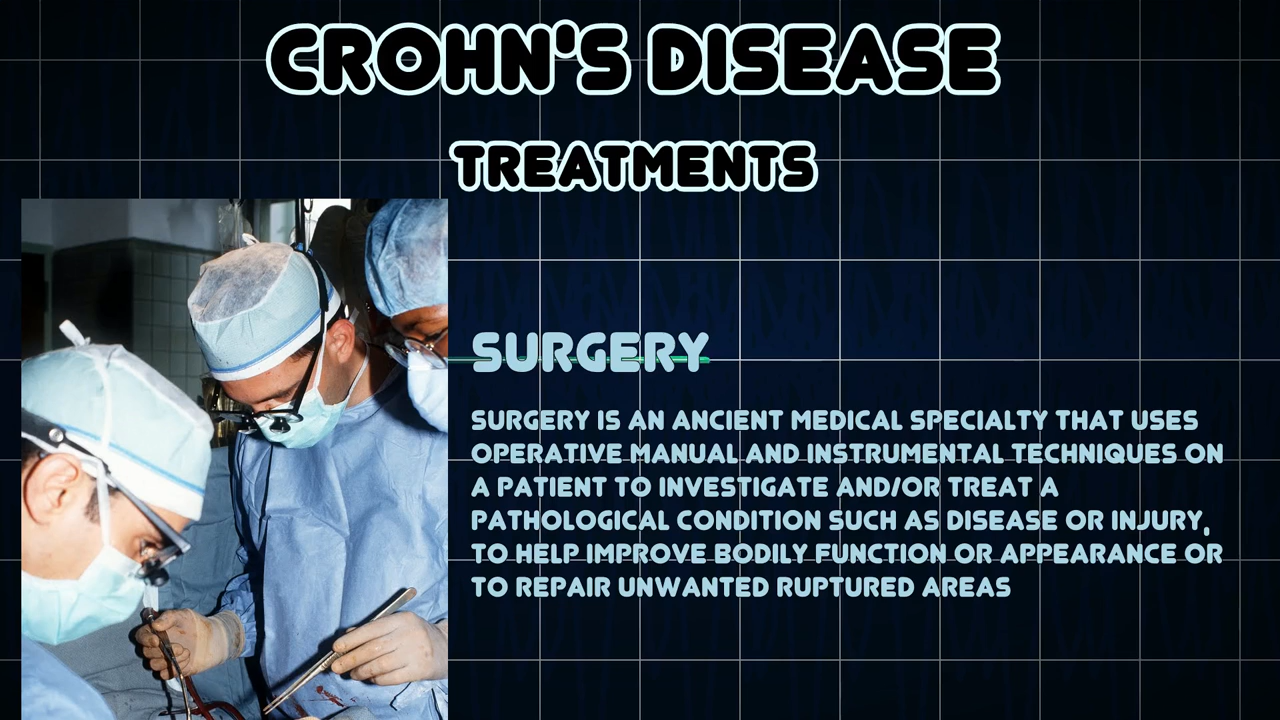 CROHN'S DISEASE
TREATMENTS
SURGERY
SURGERY IS AN ANCIENT MEDICAL SPECIALTY THAT USES
OPERATIVE MANUAL AND INSTRUMENTAL TECHNIQUES ON
A PATIENT TO INVESTIGATE AND/OR TREAT A
PATHOLOGICAL CONDITION SUCH AS DISEASE OR INJURY,
TO HELP IMPROVE BODILY FUNCTION OR APPEARANCE OR
TO REPAIR UNWANTED RUPTURED AREAS